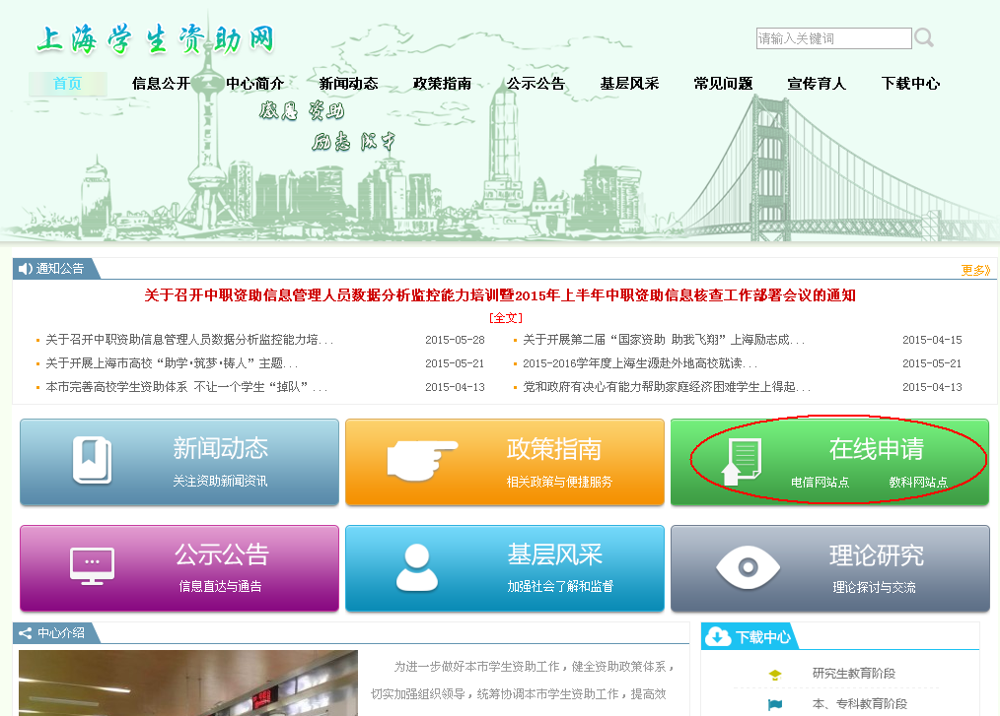 上海学生资助网
请输入关键词
首页 信息公开 中心简介 新闻动态 政策指南 公示公告 基层风采 常见问题 宣传育人 下载中心
感恩 资助
励志 成才
通知公告
更多》
关于召开中职资助信息管理人员数据分析监控能力培训暨2015年上半年中职资助信息核查工作部署会议的通知
[全文]
关于召开中职资助信息管理人员数据分析监控能力培... 2015-05-28
关于开展第二届“国家资助 助我飞翔”上海励志成... 2015-04-15
关于开展上海市高校“助学·筑梦·铸人”主题... 2015-05-21
2015-2016学年度上海生源赴外地高校就读... 2015-05-21
本市完善高校学生资助体系 不让一个学生“掉队”... 2015-04-13
党和政府有决心有能力帮助家庭经济困难学生上得起... 2015-04-13
新闻动态
关注资助新闻资讯
政策指南
相关政策与便捷服务
在线申请
电信网站点 教科网站点
公示公告
信息直达与通告
基层风采
加强社会了解和监督
理论研究
理论探讨与交流
中心介绍
为进一步做好本市学生资助工作，健全资助政策体系，
切实加强组织领导，统筹协调本市学生资助工作，提高效
下载中心
研究生教育阶段
本、专科教育阶段